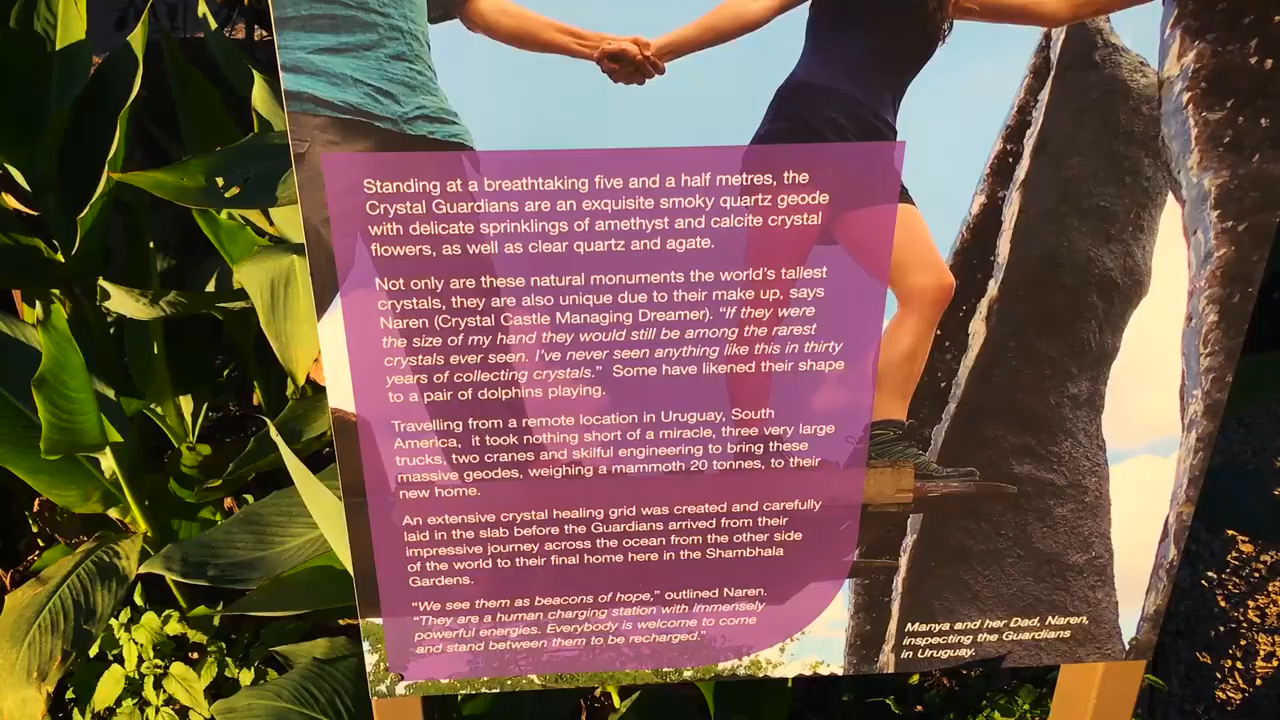 Standing at a breathtaking five and a half metres, the
Crystal Guardians are an exquisite smoky quartz geode
with delicate sprinklings of amethyst and calcite crystal
flowers, as well as clear quartz and agate.
Not only are these natural monuments the world's tallest
crystals, they are also unique due to their make up, says
Naren (Crystal Castle Managing Dreamer). "If they were
the size of my hand they would still be among the rarest
crystals ever seen. I've never seen anything like this in thirty
years of collecting crystals." Some have likened their shape
to a pair of dolphins playing.
Travelling from a remote location in Uruguay, South
America, it took nothing short of a miracle, three very large
trucks, two cranes and skilful engineering to bring these
massive geodes, weighing a mammoth 20 tonnes, to their
new home.
An extensive crystal healing grid was created and carefully
laid in the slab before the Guardians arrived from their
impressive journey across the ocean from the other side
of the world to their final home here in the Shambhala
Gardens.
"We see them as beacons of hope," outlined Naren.
"They are a human charging station with immensely
powerful energies. Everybody is welcome to come
and stand between them to be recharged."
Manya and her Dad, Naren,
inspecting the Guardians
in Uruguay.